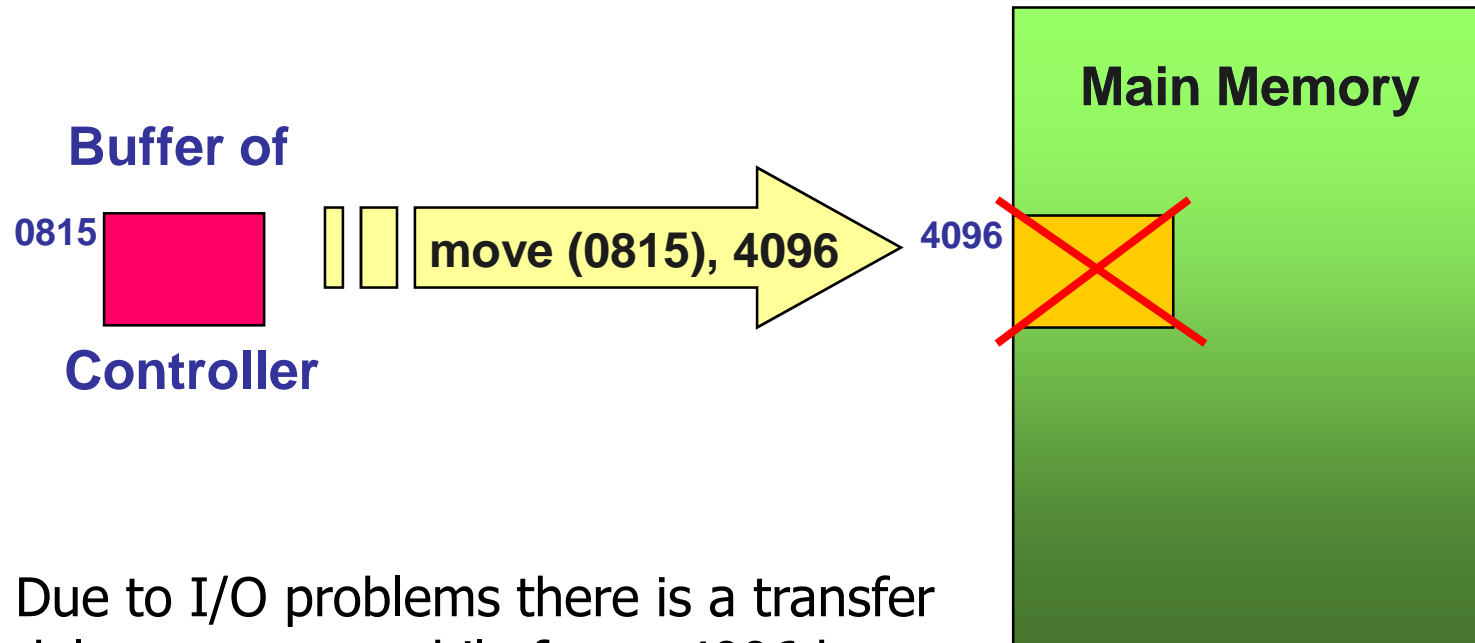 Main Memory
Buffer of
0815
move (0815), 4096
4096
Controller
Due to I/O problems there is a transfer